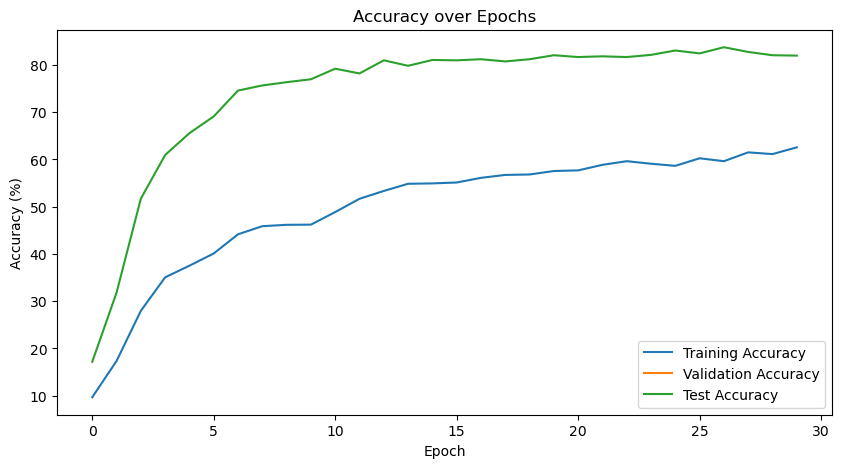 Accuracy over Epochs
Accuracy (%)
80
70
60
50
40
30
20
10
0
5
10
15
20
25
30
Epoch
Training Accuracy
Validation Accuracy
Test Accuracy